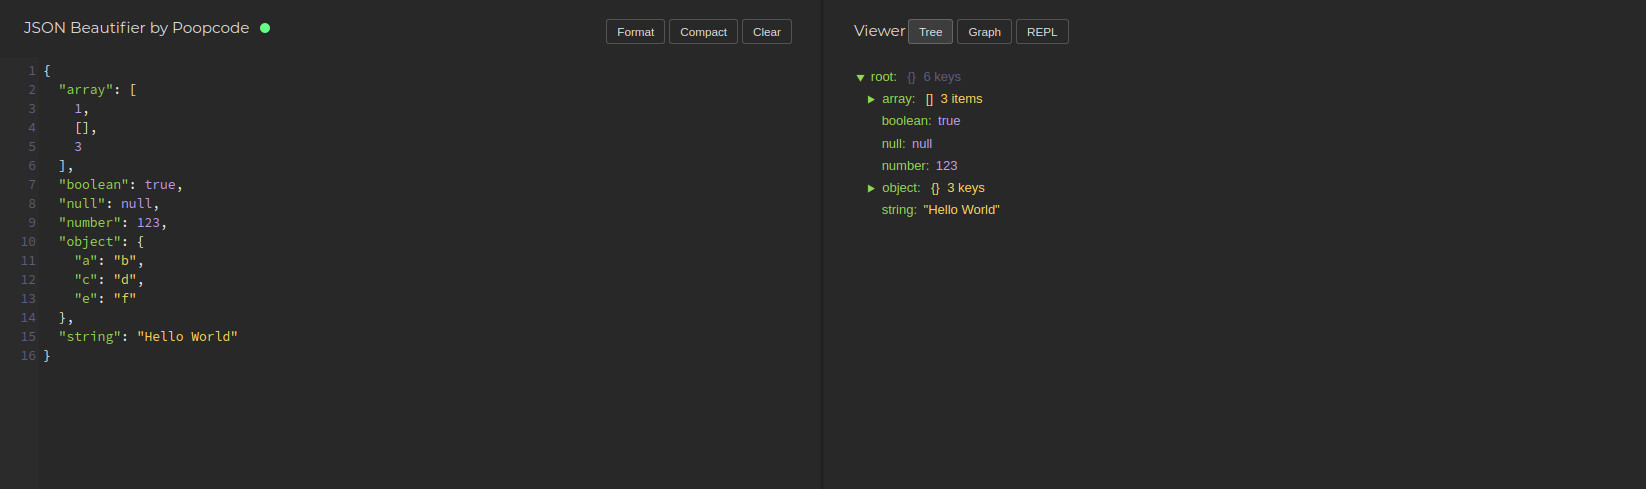 JSON Beautifier by Poopcode
Format Compact Clear
1 {
2 "array": [
3 1,
4 [],
5 3
6 ],
7 "boolean": true,
8 "null": null,
9 "number": 123,
10 "object": {
11 "a": "b",
12 "c": "d",
13 "e": "f"
14 },
15 "string": "Hello World"
16 }
Viewer Tree Graph REPL
root: {} 6 keys
array: [] 3 items
boolean: true
null: null
number: 123
object: {} 3 keys
string: "Hello World"